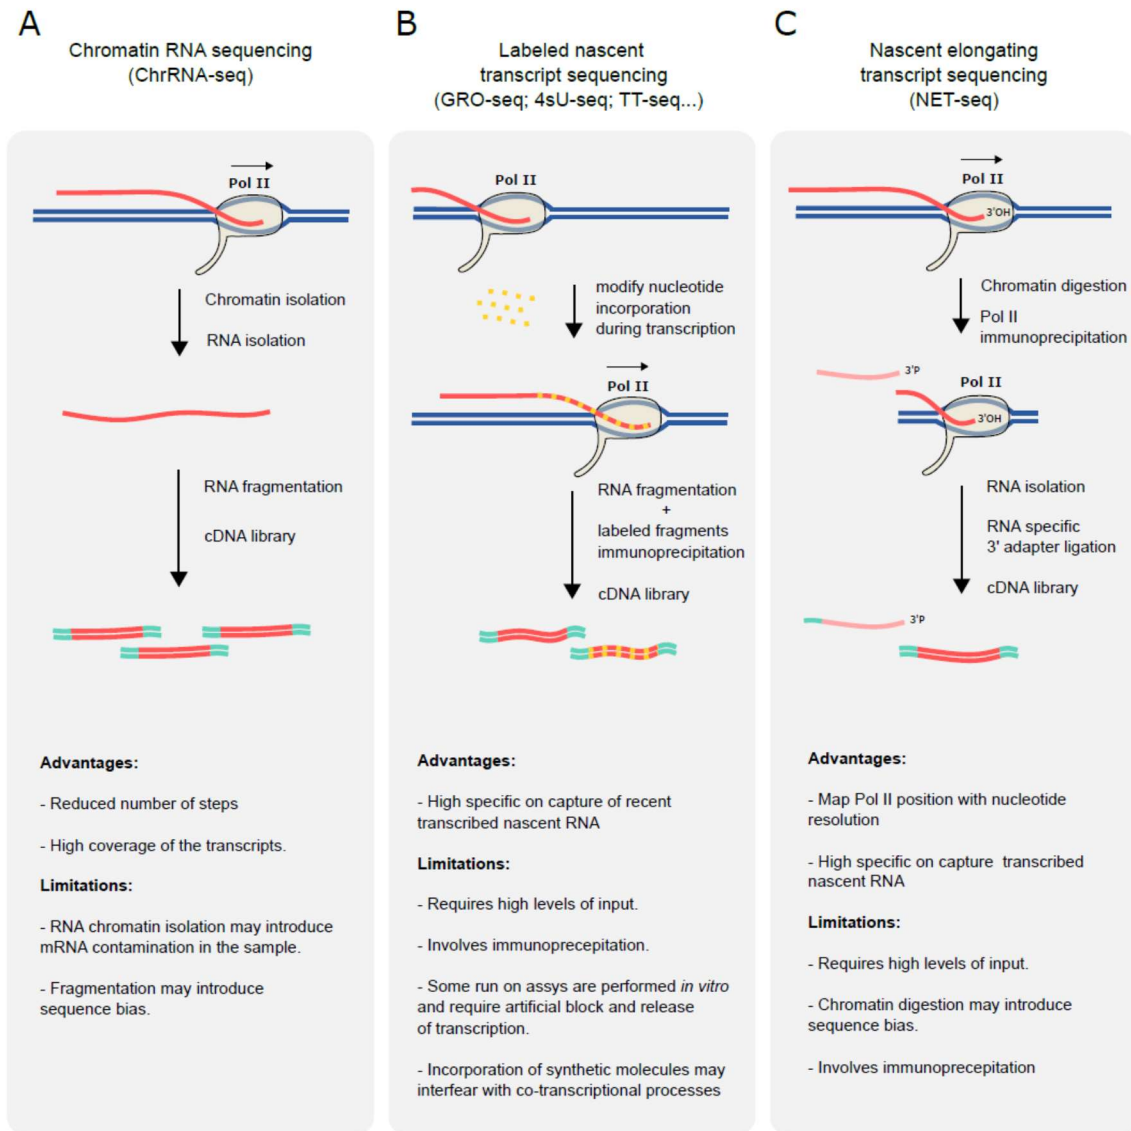 A
Chromatin RNA sequencing
(ChrRNA-seq)
Pol II
Chromatin isolation
RNA isolation
RNA fragmentation
cDNA library
Advantages:
- Reduced number of steps
- High coverage of the transcripts.
Limitations:
- RNA chromatin isolation may introduce
mRNA contamination in the sample.
- Fragmentation may introduce
sequence bias.
B
Labeled nascent
transcript sequencing
(GRO-seq; 4sU-seq; TT-seq...)
Pol II
modify nucleotide
incorporation
during transcription
Pol II
RNA fragmentation
+
labeled fragments
immunoprecipitation
cDNA library
Advantages:
- High specific on capture of recent
transcribed nascent RNA
Limitations:
- Requires high levels of input.
- Involves immunoprecepitation.
- Some run on assys are performed in vitro
and require artificial block and release
of transcription.
- Incorporation of synthetic molecules may
interfear with co-transcriptional processes
C
Nascent elongating
transcript sequencing
(NET-seq)
Pol II
3'OH
Chromatin digestion
Pol II
immunoprecipitation
3'P
Pol II
3'OH
RNA isolation
RNA specific
3' adapter ligation
cDNA library
3'P
Advantages:
- Map Pol II position with nucleotide
resolution
- High specific on capture transcribed
nascent RNA
Limitations:
- Requires high levels of input.
- Chromatin digestion may introduce
sequence bias.
- Involves immunoprecepitation